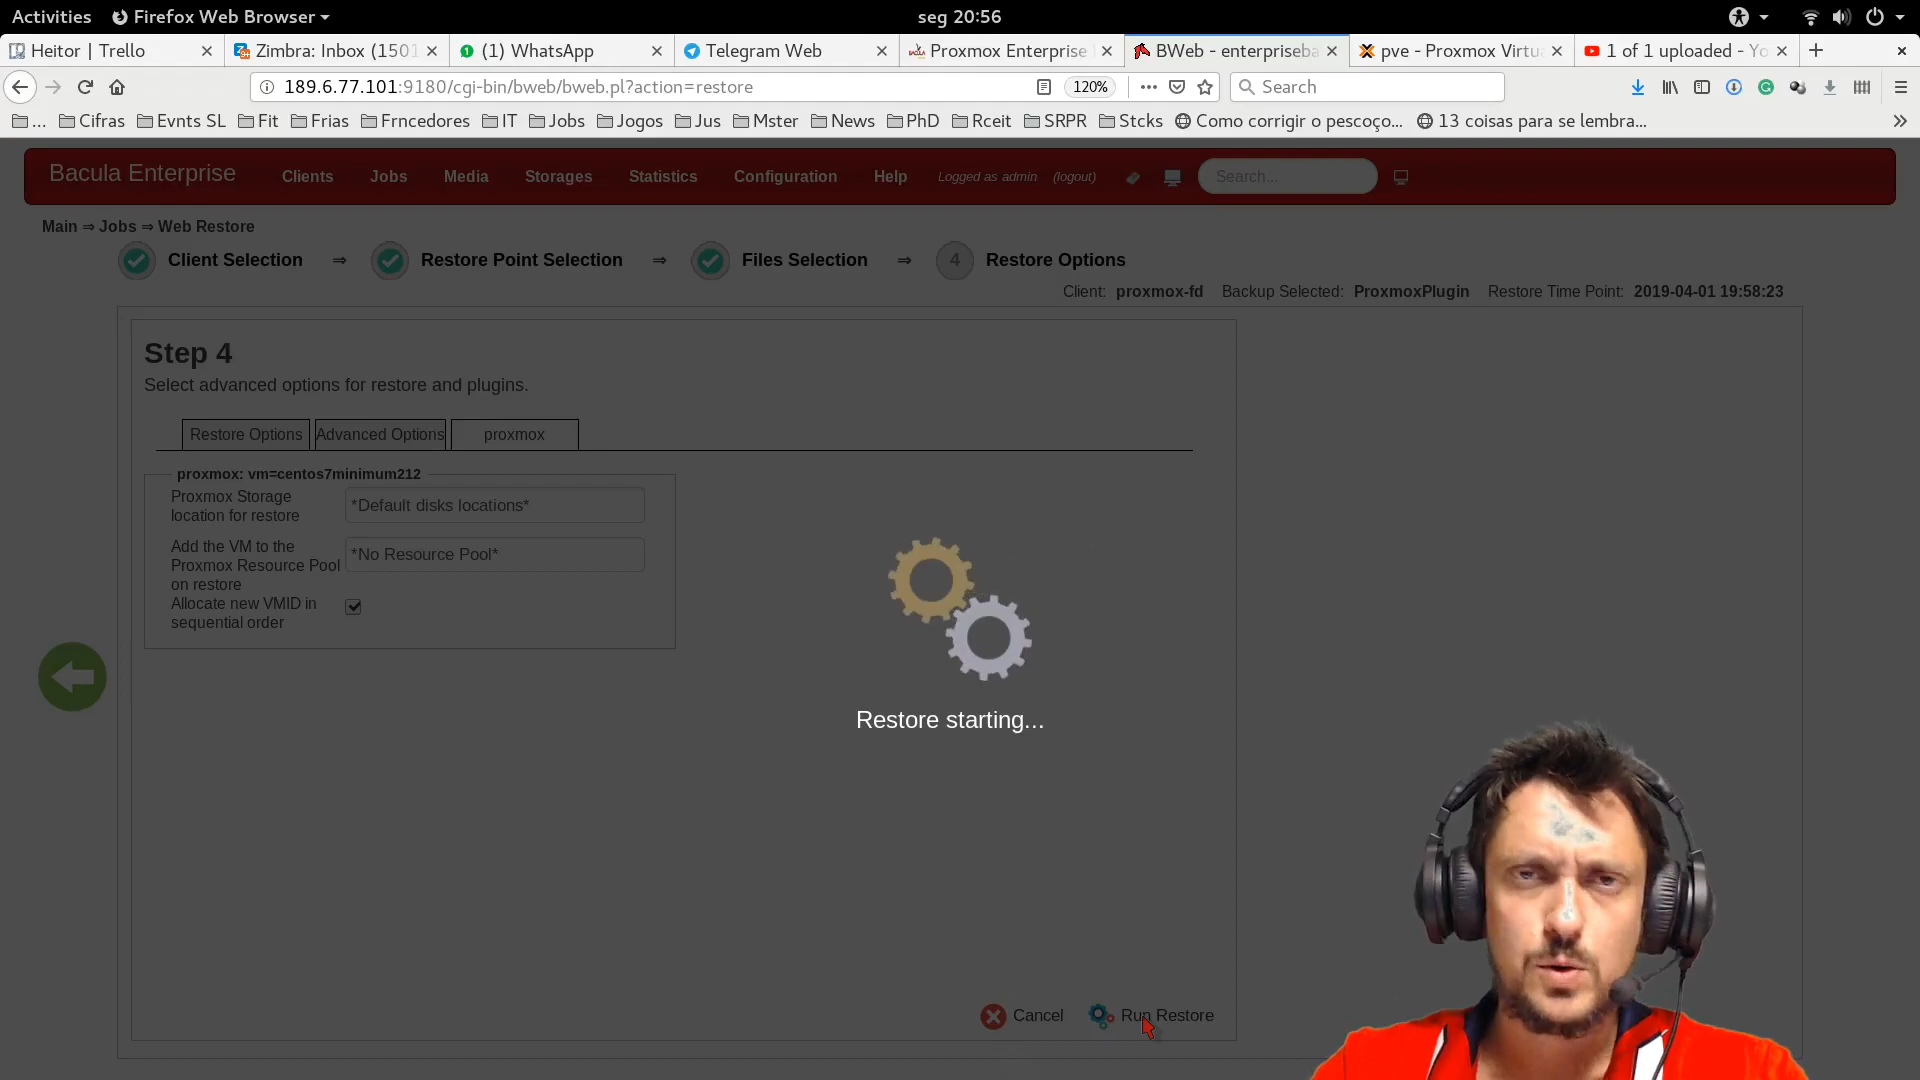 Activities Firefox Web Browser seg 20:56
Heitor | Trello Zimbra: Inbox (1501 (1) WhatsApp Telegram Web Proxmox Enterprise BWeb - enterpriseba pve - Proxmox Virtua 1 of 1 uploaded - Yo
189.6.77.101:9180/cgi-bin/bweb/bweb.pl?action=restore 120% Search
... Cifras Evnts SL Fit Frias Frncedores IT Jobs Jogos Jus Mster News PhD Rceit SRPR Stcks Como corrigir o pescoço... 13 coisas para se lembra...
Bacula Enterprise Clients Jobs Media Storages Statistics Configuration Help Logged as admin (logout) Search...
Main ⇒ Jobs ⇒ Web Restore
Client Selection ⇒ Restore Point Selection ⇒ Files Selection ⇒ 4 Restore Options
Client: proxmox-fd Backup Selected: ProxmoxPlugin Restore Time Point: 2019-04-01 19:58:23
Step 4
Select advanced options for restore and plugins.
Restore Options Advanced Options proxmox
proxmox: vm=centos7minimum212
Proxmox Storage
location for restore
*Default disks locations*
Add the VM to the
Proxmox Resource Pool
on restore
*No Resource Pool*
Allocate new VMID in
sequential order
Restore starting...
Cancel Run Restore